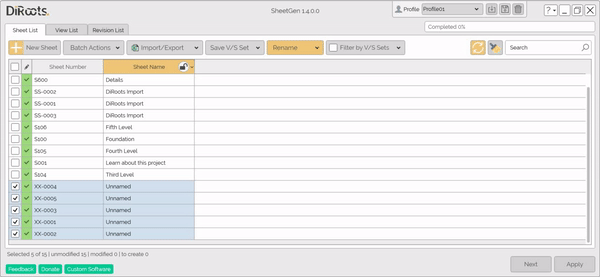 DiRoots.
SheetGen 1.4.0.0
Profile Profile01
?
Sheet List View List Revision List
Completed 0%
New Sheet Batch Actions Import/Export Save V/S Set Rename Filter by V/S Sets Search
Sheet Number Sheet Name
S600 Details
SS-0002 DiRoots Import
SS-0001 DiRoots Import
SS-0003 DiRoots Import
S106 Fifth Level
S100 Foundation
S105 Fourth Level
S001 Learn about this project
S104 Third Level
XX-0004 Unnamed
XX-0005 Unnamed
XX-0003 Unnamed
XX-0001 Unnamed
XX-0002 Unnamed
Selected 5 of 15 | unmodified 15 | modified 0 | to create 0
Feedback Donate Custom Software
Next Apply